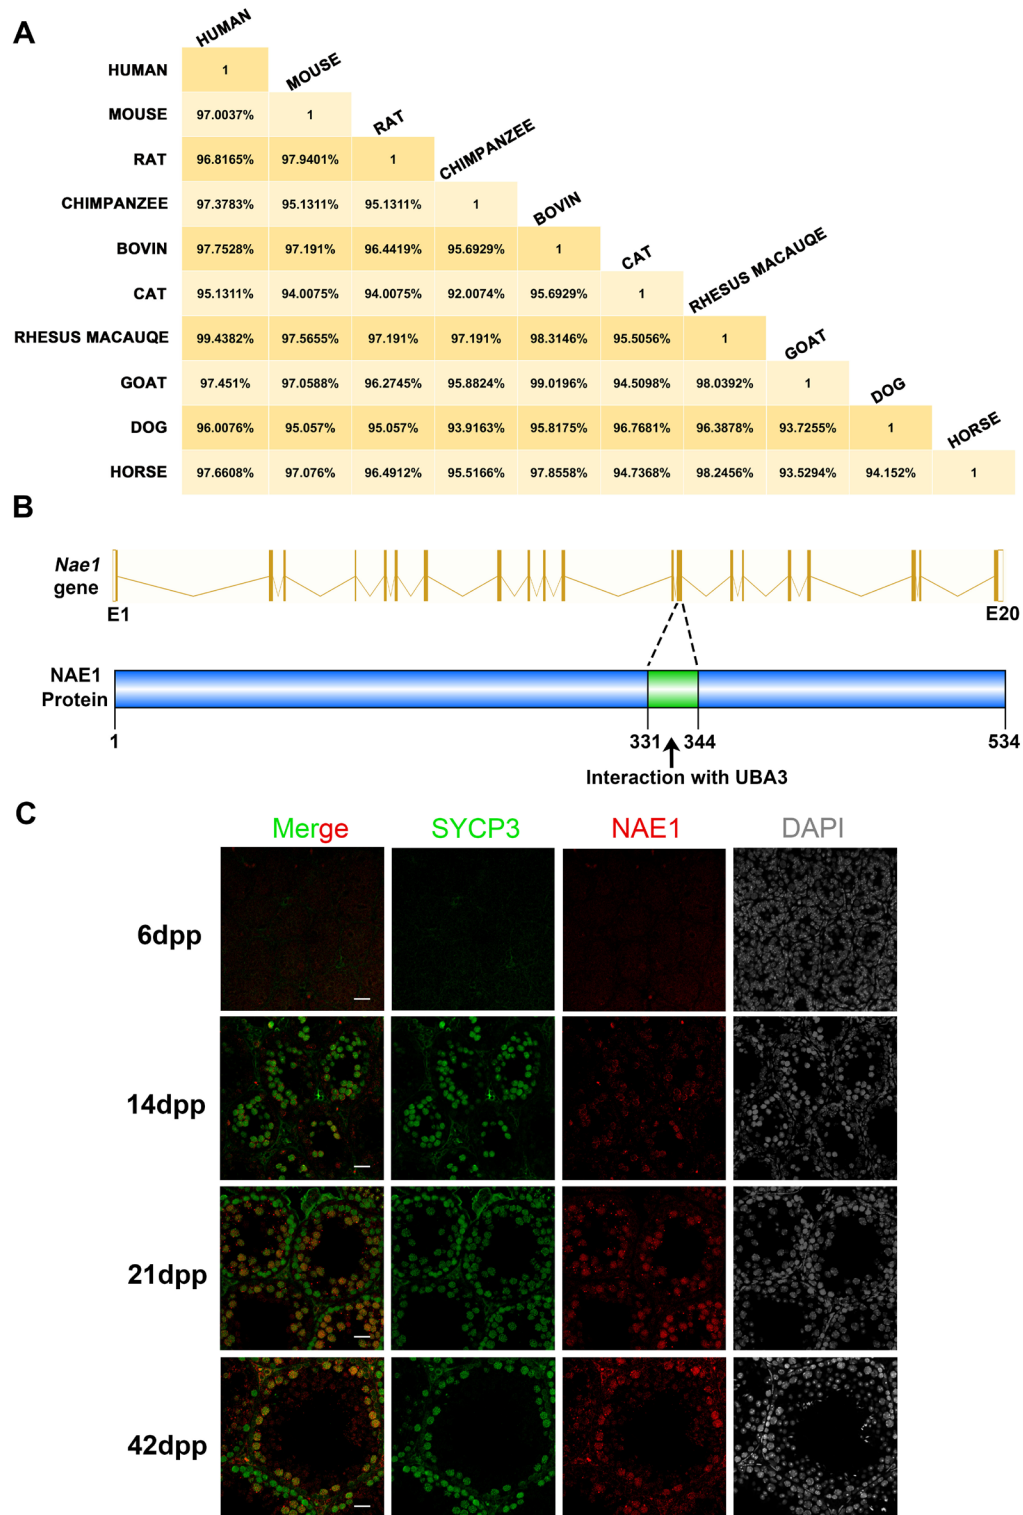 A
HUMAN
HUMAN 1 MOUSE
MOUSE 97.0037% 1 RAT
RAT 96.8165% 97.9401% 1 CHIMPANZEE
CHIMPANZEE 97.3783% 95.1311% 95.1311% 1 BOVIN
BOVIN 97.7528% 97.191% 96.4419% 95.6929% 1 CAT
CAT 95.1311% 94.0075% 94.0075% 92.0074% 95.6929% 1 RHESUS MACAUQE
RHESUS MACAUQE 99.4382% 97.5655% 97.191% 97.191% 98.3146% 95.5056% 1 GOAT
GOAT 97.451% 97.0588% 96.2745% 95.8824% 99.0196% 94.5098% 98.0392% 1 DOG
DOG 96.0076% 95.057% 95.057% 93.9163% 95.8175% 96.7681% 96.3878% 93.7255% 1 HORSE
HORSE 97.6608% 97.076% 96.4912% 95.5166% 97.8558% 94.7368% 98.2456% 93.5294% 94.152% 1
B
Nae1
gene
E1 E20
NAE1
Protein
1 331 344 534
Interaction with UBA3
C
Merge SYCP3 NAE1 DAPI
6dpp
14dpp
21dpp
42dpp